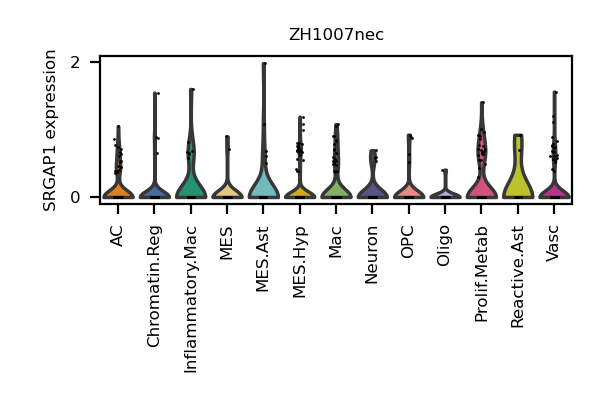 ZH1007nec
SRGAP1 expression
2
0
AC
Chromatin.Reg
Inflammatory.Mac
MES
MES.Ast
MES.Hyp
Mac
Neuron
OPC
Oligo
Prolif.Metab
Reactive.Ast
Vasc